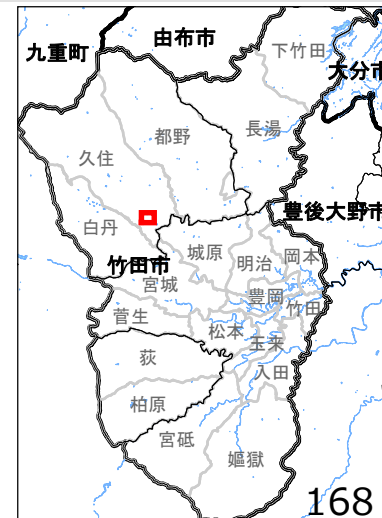 由布市
九重町
下竹田
大分市
都野
長湯
久住
白丹
豊後大野市
城原
岡本
明治
竹田市
宮城
豊岡
竹田
菅生
松本
玉来
荻
入田
柏原
宮砥
嫗獄
168